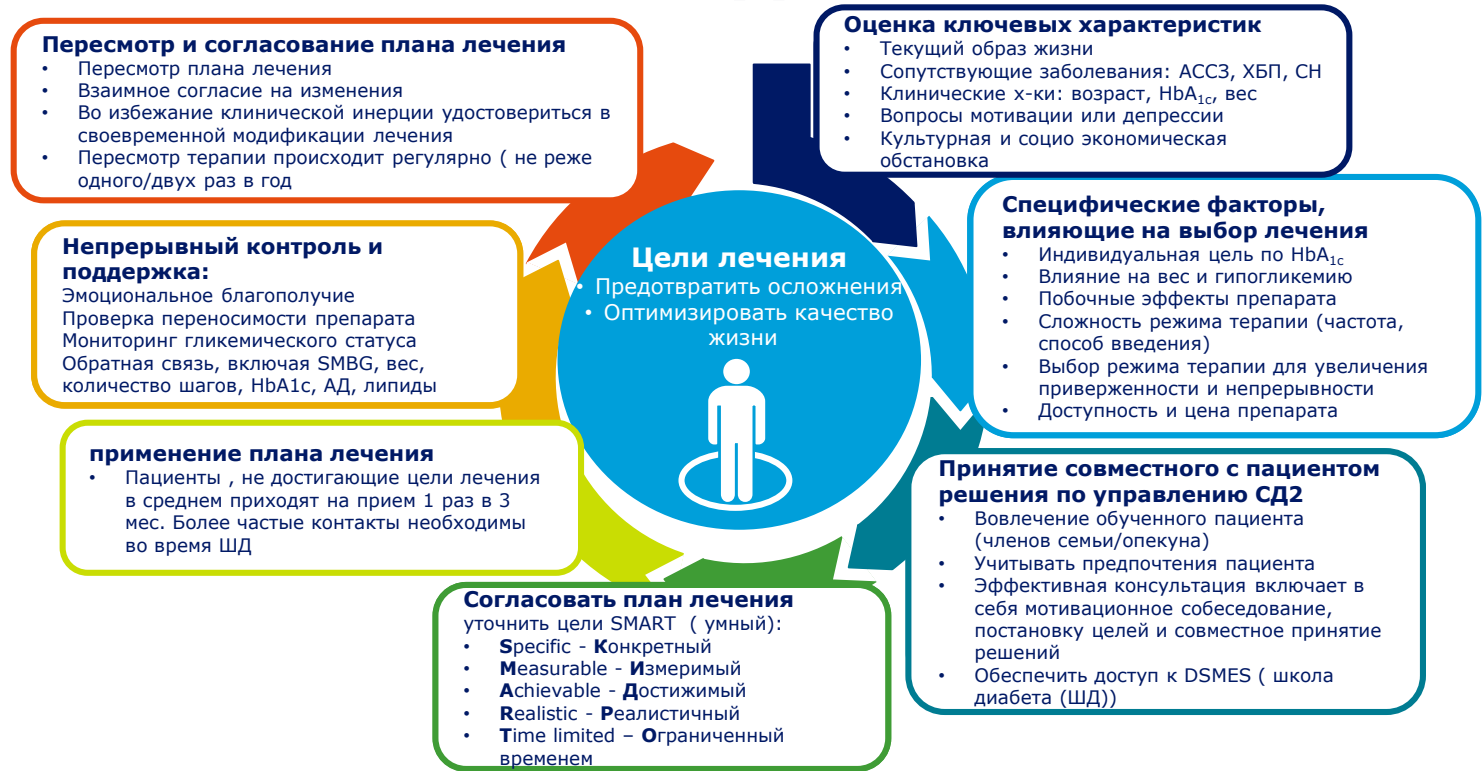 Пересмотр и согласование плана лечения
• Пересмотр плана лечения
• Взаимное согласие на изменения
• Во избежание клинической инерции удостовериться в
своевременной модификации лечения
• Пересмотр терапии происходит регулярно ( не реже
одного/двух раз в год
Оценка ключевых характеристик
• Текущий образ жизни
• Сопутствующие заболевания: АССЗ, ХБП, СН
• Клинические х-ки: возраст, HbA1c, вес
• Вопросы мотивации или депрессии
• Культурная и социо экономическая
обстановка
Специфические факторы,
влияющие на выбор лечения
• Индивидуальная цель по HbA1c
• Влияние на вес и гипогликемию
• Побочные эффекты препарата
• Сложность режима терапии (частота,
способ введения)
• Выбор режима терапии для увеличения
приверженности и непрерывности
• Доступность и цена препарата
Принятие совместного с пациентом
решения по управлению СД2
• Вовлечение обученного пациента
(членов семьи/опекуна)
• Учитывать предпочтения пациента
• Эффективная консультация включает в
себя мотивационное собеседование,
постановку целей и совместное принятие
решений
• Обеспечить доступ к DSMES ( школа
диабета (ШД))
Согласовать план лечения
уточнить цели SMART ( умный):
• Specific - Конкретный
• Measurable - Измеримый
• Achievable - Достижимый
• Realistic - Реалистичный
• Time limited – Ограниченный
временем
применение плана лечения
• Пациенты , не достигающие цели лечения
в среднем приходят на прием 1 раз в 3
мес. Более частые контакты необходимы
во время ШД
Непрерывный контроль и
поддержка:
Эмоциональное благополучие
Проверка переносимости препарата
Мониторинг гликемического статуса
Обратная связь, включая SMBG, вес,
количество шагов, HbA1c, АД, липиды
Цели лечения
• Предотвратить осложнения
• Оптимизировать качество
жизни